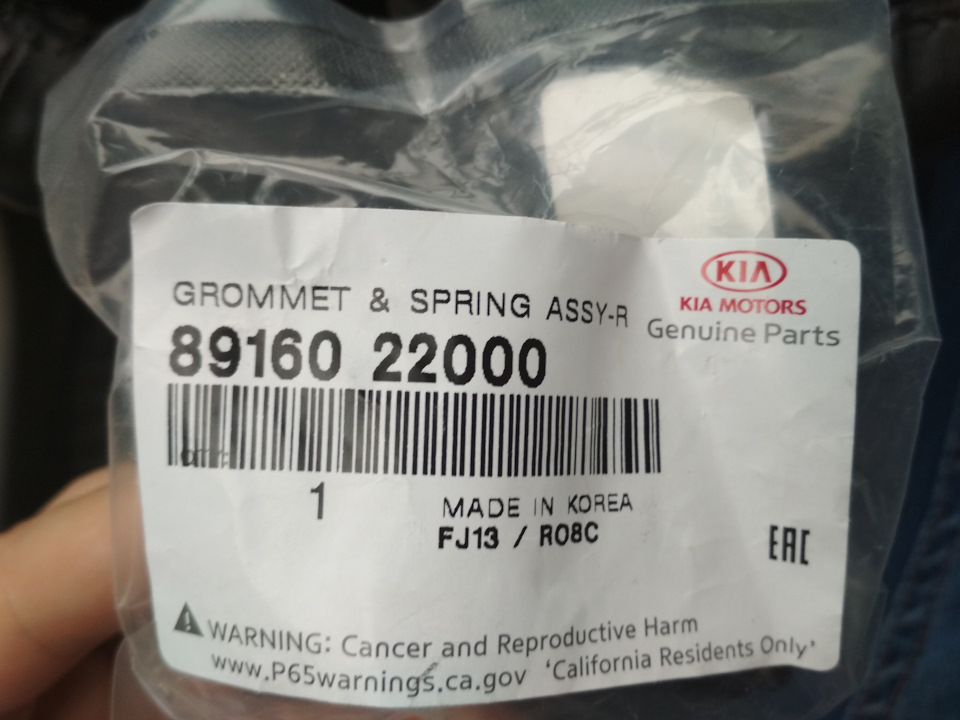 KIA
KIA MOTORS
Genuine Parts
GROMMET & SPRING ASSY-R
89160 22000
1
MADE IN KOREA
FJ13 / R08C
EAC
WARNING: Cancer and Reproductive Harm
www.P65warnings.ca.gov 'California Residents Only'